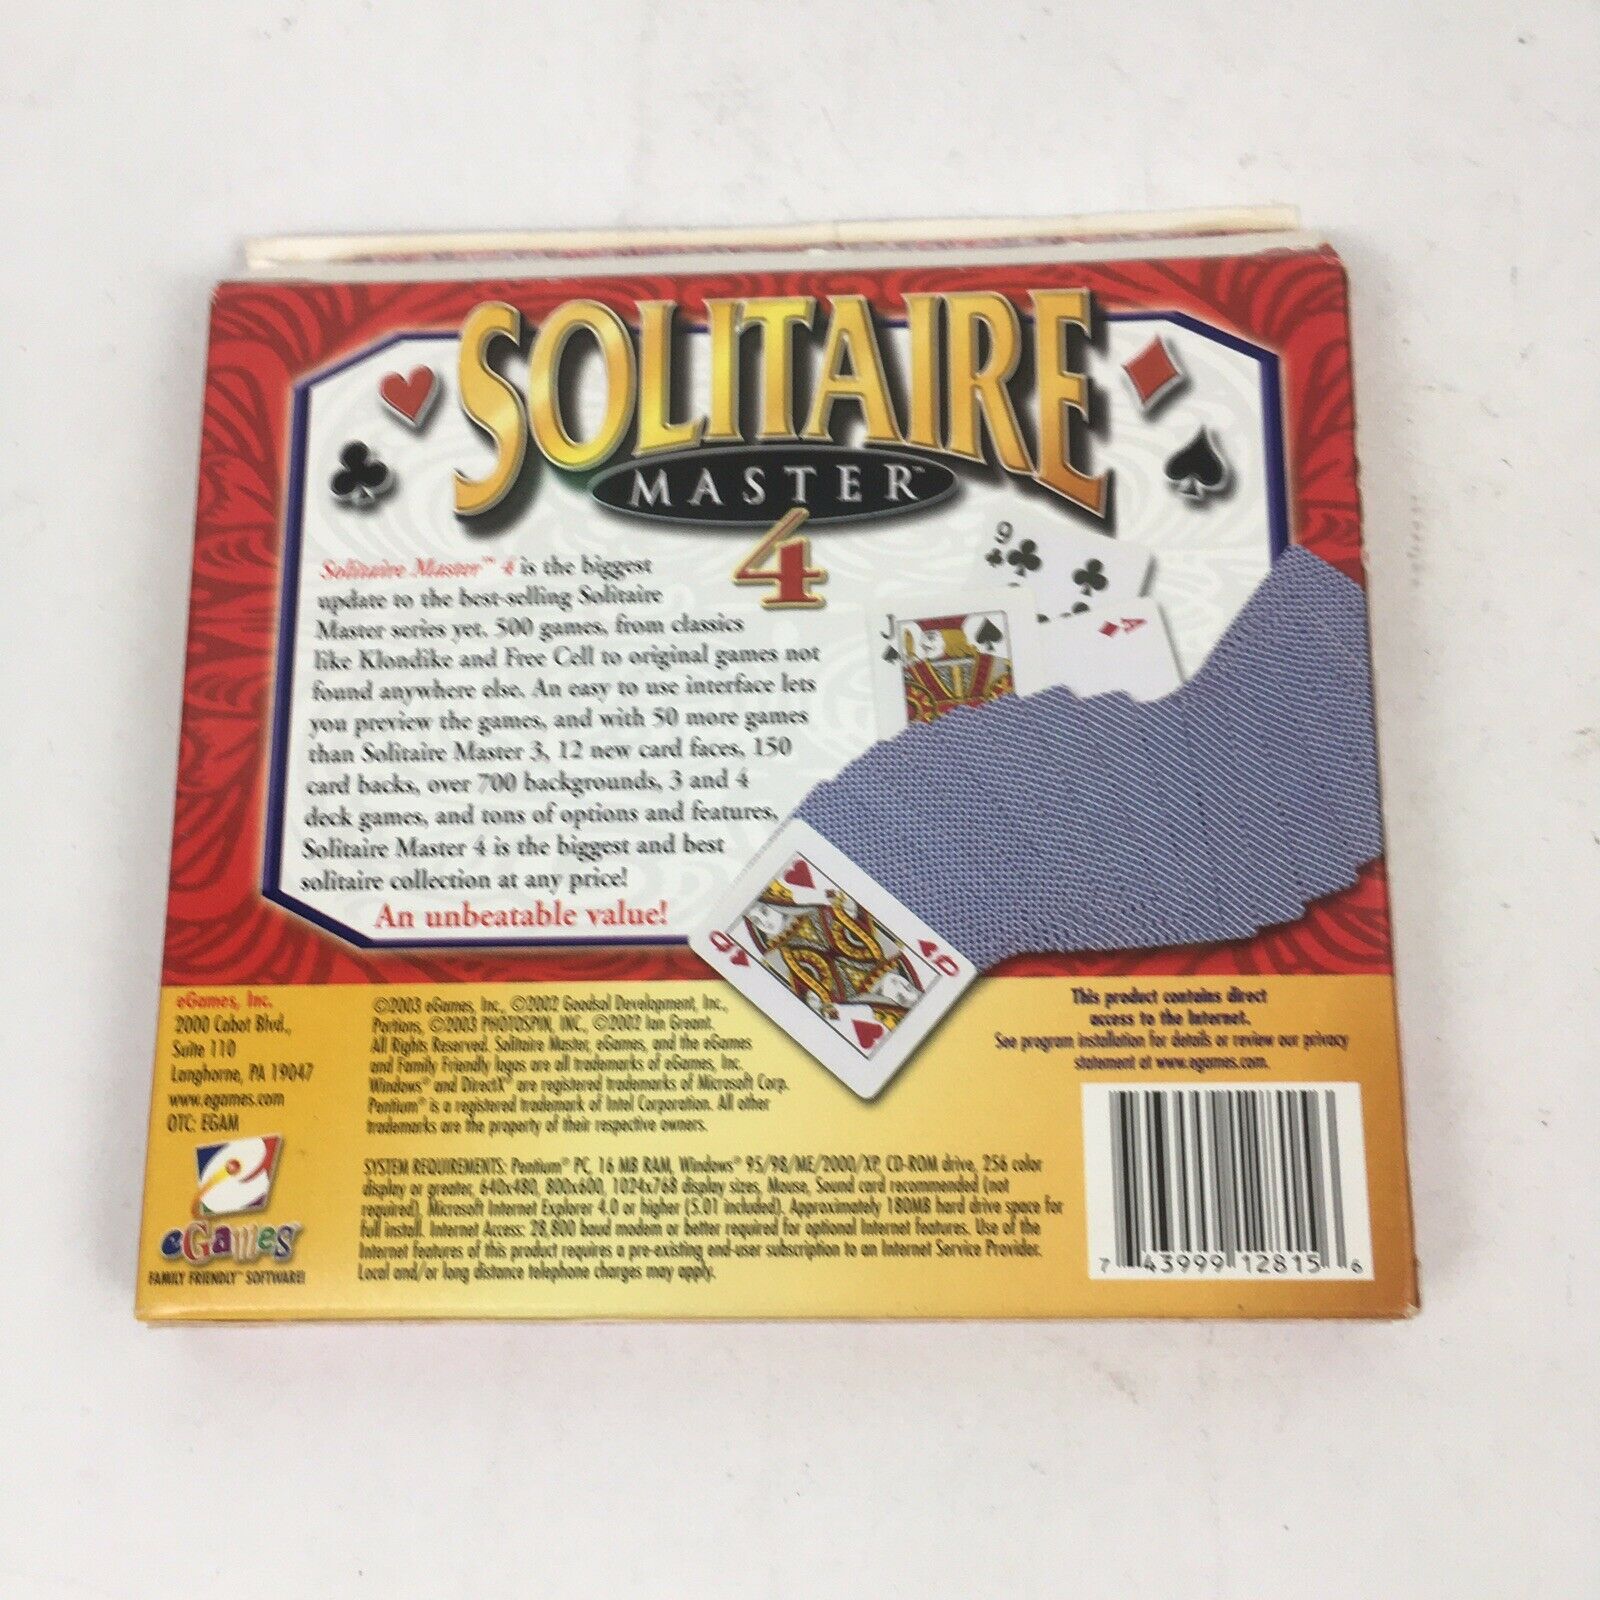 SOLITAIRE
MASTER™
4
Solitaire Master™ 4 is the biggest
update to the best-selling Solitaire
Master series yet. 500 games, from classics
like Klondike and Free Cell to original games not
found anywhere else. An easy to use interface lets
you preview the games, and with 50 more games
than Solitaire Master 3, 12 new card faces, 150
card backs, over 700 backgrounds, 3 and 4
deck games, and tons of options and features,
Solitaire Master 4 is the biggest and best
solitaire collection at any price!
An unbeatable value!
9
J
A
Q
Q
eGames, Inc.
2000 Cabot Blvd.,
Suite 110
Langhorne, PA 19047
www.egames.com
OTC: EGAM
e
eGames
FAMILY FRIENDLY™ SOFTWARE!
©2003 eGames, Inc., ©2002 Goodsol Development, Inc.,
Portions, ©2003 PHOTOSPIN, INC., ©2002 Ian Greant.
All Rights Reserved. Solitaire Master, eGames, and the eGames
and Family Friendly logos are all trademarks of eGames, Inc.
Windows® and DirectX® are registered trademarks of Microsoft Corp.
Pentium® is a registered trademark of Intel Corporation. All other
trademarks are the property of their respective owners.
SYSTEM REQUIREMENTS: Pentium® PC, 16 MB RAM, Windows® 95/98/ME/2000/XP, CD-ROM drive, 256 color
display or greater, 640x480, 800x600, 1024x768 display sizes, Mouse, Sound card recommended (not
required), Microsoft Internet Explorer 4.0 or higher (5.01 included). Approximately 180MB hard drive space for
full install. Internet Access: 28,800 baud modem or better required for optional Internet features. Use of the
Internet features of this product requires a pre-existing end-user subscription to an Internet Service Provider.
Local and/or long distance telephone charges may apply.
This product contains direct
access to the Internet.
See program installation for details or review our privacy
statement at www.egames.com.
7 43999 12815 6